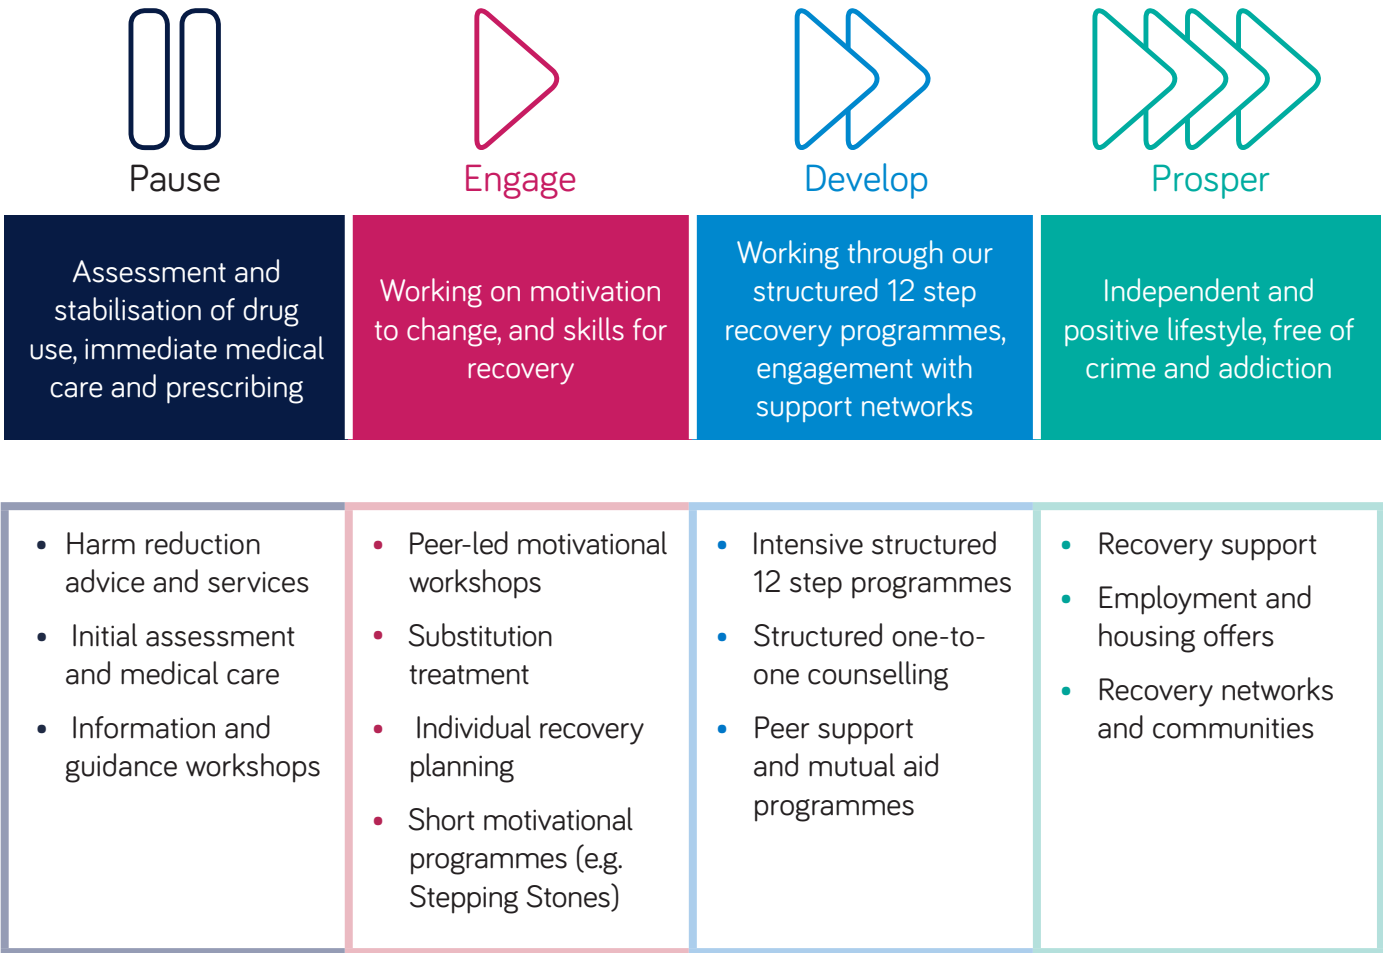 Pause
Engage
Develop
Prosper
Assessment and
stabilisation of drug
use, immediate medical
care and prescribing
Working on motivation
to change, and skills for
recovery
Working through our
structured 12 step
recovery programmes,
engagement with
support networks
Independent and
positive lifestyle, free of
crime and addiction
• Harm reduction
advice and services
• Initial assessment
and medical care
• Information and
guidance workshops
• Peer-led motivational
workshops
• Substitution
treatment
• Individual recovery
planning
• Short motivational
programmes (e.g.
Stepping Stones)
• Intensive structured
12 step programmes
• Structured one-to-
one counselling
• Peer support
and mutual aid
programmes
• Recovery support
• Employment and
housing offers
• Recovery networks
and communities